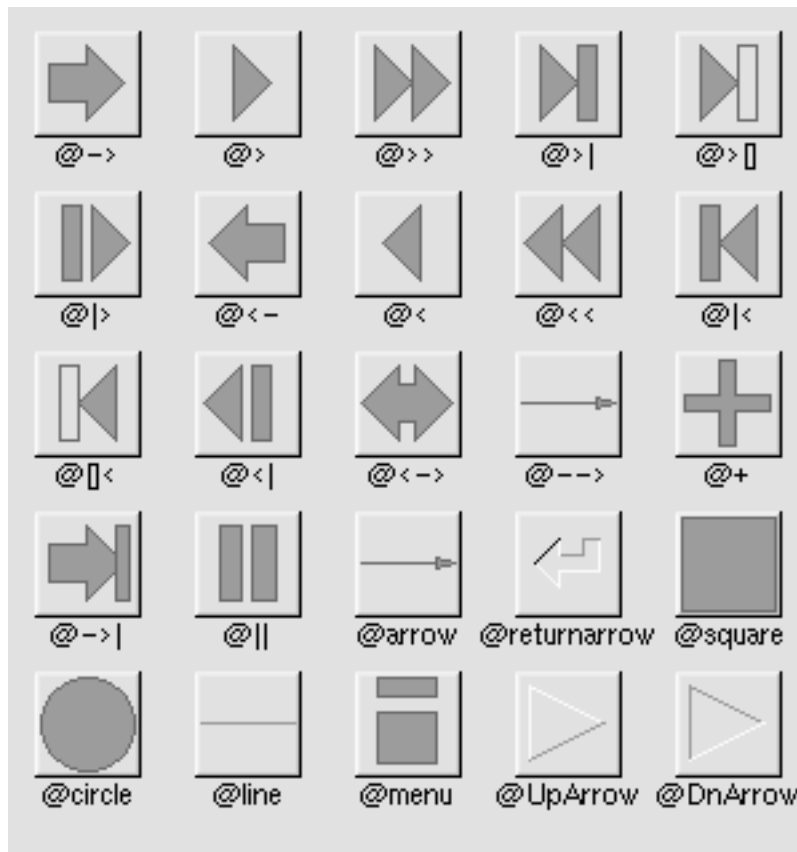 @-> @> @>> @>| @>[]
@|> @<- @< @<< @|<
@[]< @<| @<-> @--> @+
@->| @|| @arrow @returnarrow @square
@circle @line @menu @UpArrow @DnArrow